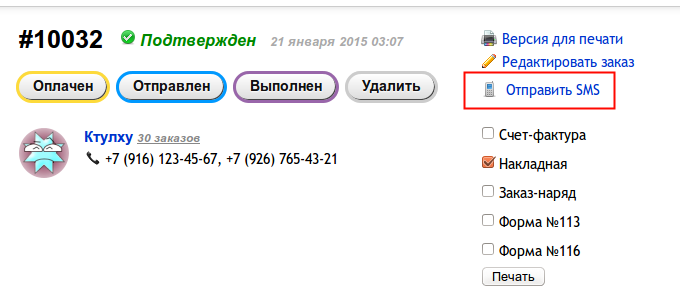 #10032 Подтвержден 21 января 2015 03:07
Оплачен Отправлен Выполнен Удалить
Ктулху 30 заказов
+7 (916) 123-45-67, +7 (926) 765-43-21
Версия для печати
Редактировать заказ
Отправить SMS
Счет-фактура
Накладная
Заказ-наряд
Форма №113
Форма №116
Печать